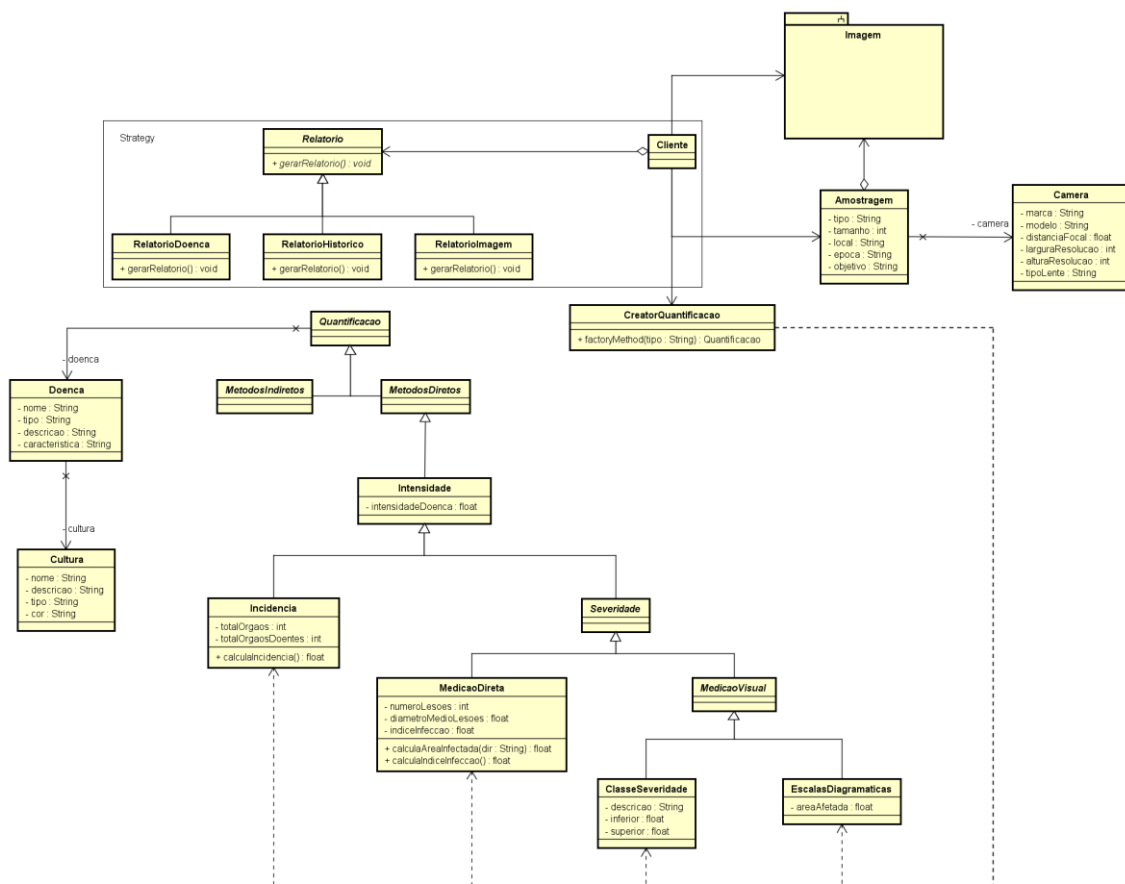 Imagem
Strategy
Relatorio
+ gerarRelatorio() : void
Cliente
RelatorioDoenca
+ gerarRelatorio() : void
RelatorioHistorico
+ gerarRelatorio() : void
RelatorioImagem
+ gerarRelatorio() : void
Amostragem
- tipo : String
- tamanho : int
- local : String
- epoca : String
- objetivo : String
- camera
Camera
- marca : String
- modelo : String
- distanciaFocal : float
- larguraResolucao : int
- alturaResolucao : int
- tipoLente : String
CreatorQuantificacao
+ factoryMethod(tipo : String) : Quantificacao
Quantificacao
- doenca
Doenca
- nome : String
- tipo : String
- descricao : String
- caracteristica : String
MetodosIndiretos
MetodosDiretos
Intensidade
- intensidadeDoenca : float
- cultura
Cultura
- nome : String
- descricao : String
- tipo : String
- cor : String
Incidencia
- totalOrgaos : int
- totalOrgaosDoentes : int
+ calculaIncidencia() : float
Severidade
MedicaoDireta
- numeroLesoes : int
- diametroMedioLesoes : float
- indiceInfeccao : float
+ calculaAreaInfectada(dir : String) : float
+ calculaIndiceInfeccao() : float
MedicaoVisual
ClasseSeveridade
- descricao : String
- inferior : float
- superior : float
EscalasDiagramaticas
- areaAfetada : float